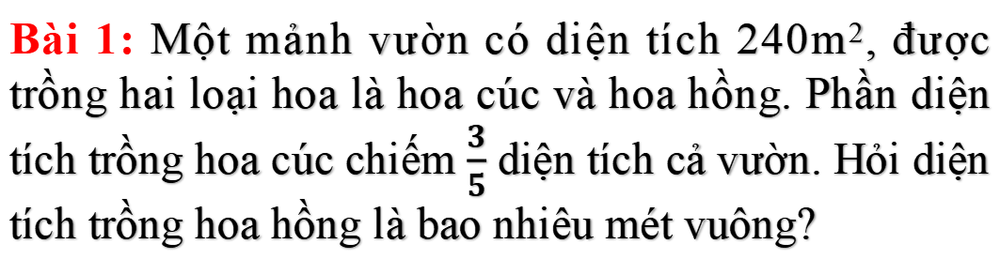 Bài 1: Một mảnh vườn có diện tích 240m², được
trồng hai loại hoa là hoa cúc và hoa hồng. Phần diện
tích trồng hoa cúc chiếm 3/5 diện tích cả vườn. Hỏi diện
tích trồng hoa hồng là bao nhiêu mét vuông?